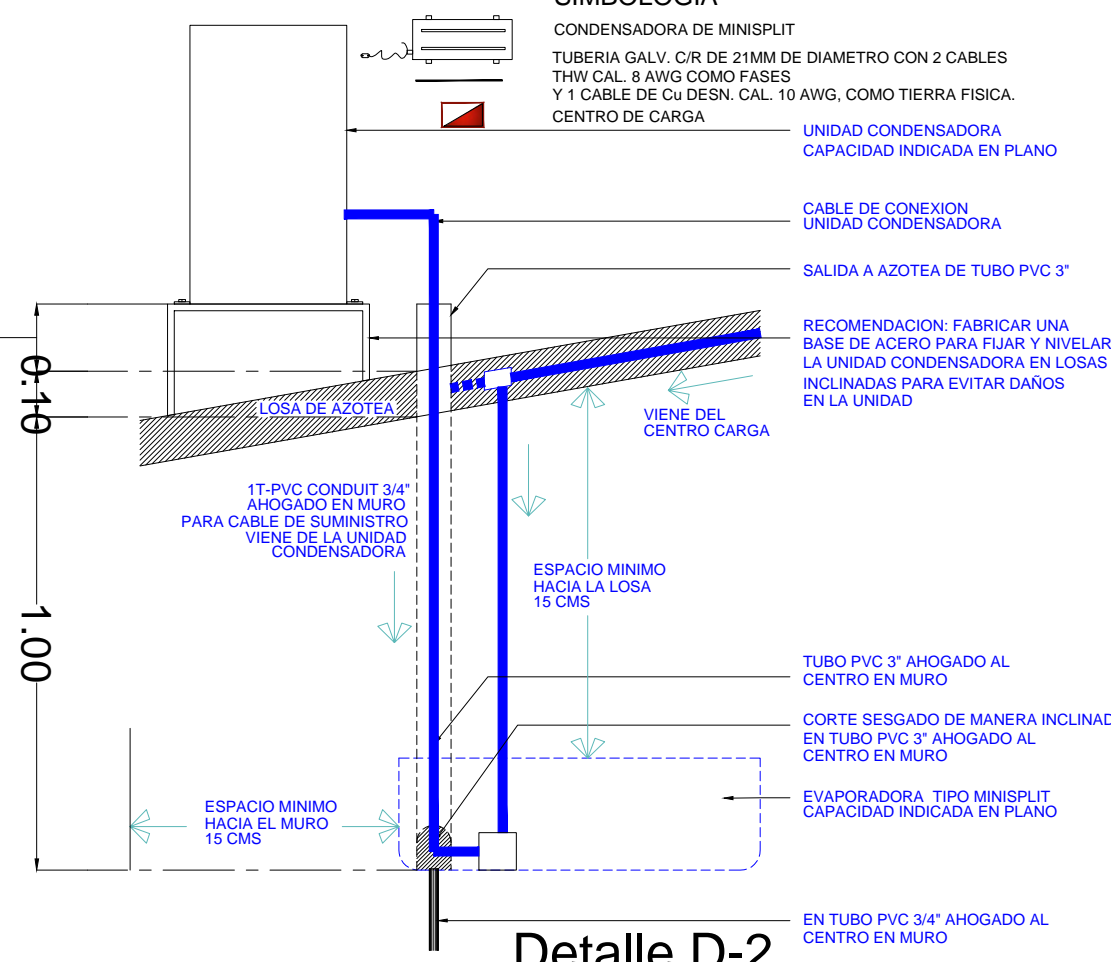 SIMBOLOGIA
CONDENSADORA DE MINISPLIT
TUBERIA GALV. C/R DE 21MM DE DIAMETRO CON 2 CABLES
THW CAL. 8 AWG COMO FASES
Y 1 CABLE DE Cu DESN. CAL. 10 AWG, COMO TIERRA FISICA.
CENTRO DE CARGA
UNIDAD CONDENSADORA
CAPACIDAD INDICADA EN PLANO
CABLE DE CONEXION
UNIDAD CONDENSADORA
SALIDA A AZOTEA DE TUBO PVC 3"
RECOMENDACION: FABRICAR UNA
BASE DE ACERO PARA FIJAR Y NIVELAR
LA UNIDAD CONDENSADORA EN LOSAS
INCLINADAS PARA EVITAR DAÑOS
EN LA UNIDAD
0.10
LOSA DE AZOTEA
VIENE DEL
CENTRO CARGA
1T-PVC CONDUIT 3/4"
AHOGADO EN MURO
PARA CABLE DE SUMINISTRO
VIENE DE LA UNIDAD
CONDENSADORA
ESPACIO MINIMO
HACIA LA LOSA
15 CMS
1.00
TUBO PVC 3" AHOGADO AL
CENTRO EN MURO
CORTE SESGADO DE MANERA INCLINAD
EN TUBO PVC 3" AHOGADO AL
CENTRO EN MURO
EVAPORADORA TIPO MINISPLIT
CAPACIDAD INDICADA EN PLANO
ESPACIO MINIMO
HACIA EL MURO
15 CMS
EN TUBO PVC 3/4" AHOGADO AL
CENTRO EN MURO
Detalle D-2